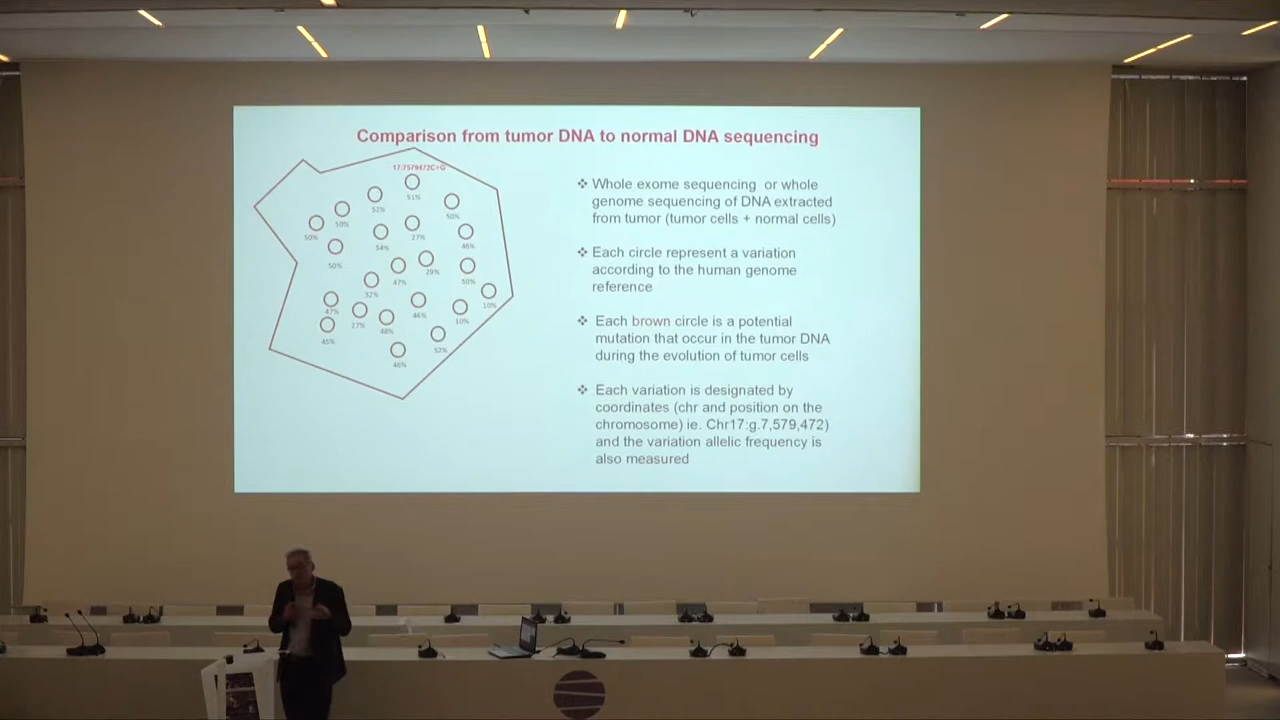 Comparison from tumor DNA to normal DNA sequencing
17:7579472C>G
51%
52%
50%
50%
50%
27%
54%
46%
50%
29%
47%
50%
32%
10%
47%
46%
10%
27%
48%
45%
52%
46%
❖ Whole exome sequencing or whole
genome sequencing of DNA extracted
from tumor (tumor cells + normal cells)
❖ Each circle represent a variation
according to the human genome
reference
❖ Each brown circle is a potential
mutation that occur in the tumor DNA
during the evolution of tumor cells
❖ Each variation is designated by
coordinates (chr and position on the
chromosome) ie. Chr17:g.7,579,472)
and the variation allelic frequency is
also measured